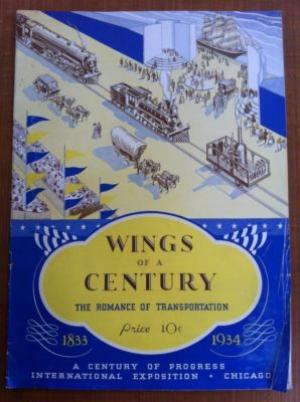 WINGS
OF A
CENTURY
THE ROMANCE OF TRANSPORTATION
Price 10¢
1833 1934
A CENTURY OF PROGRESS
INTERNATIONAL EXPOSITION · CHICAGO